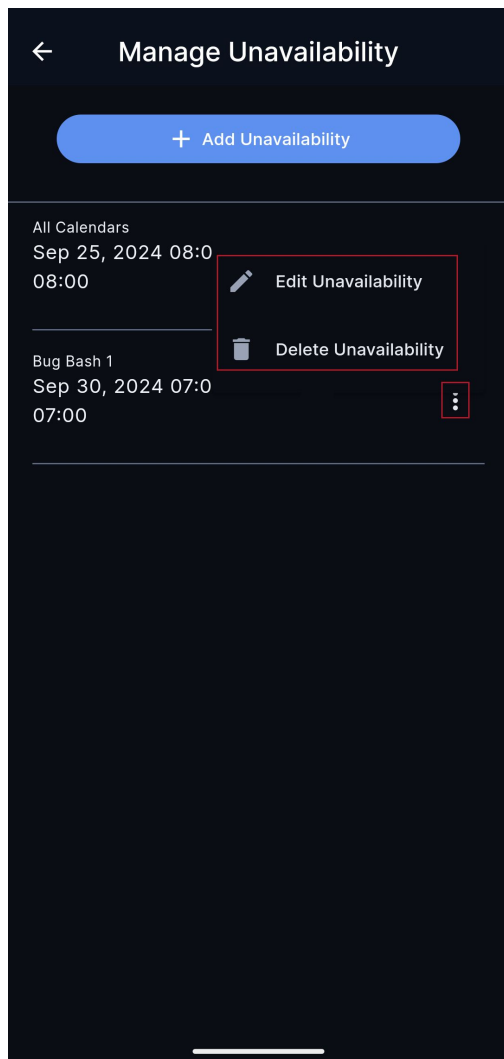 Manage Unavailability
+ Add Unavailability
All Calendars
Sep 25, 2024 08:0
08:00
Edit Unavailability
Delete Unavailability
Bug Bash 1
Sep 30, 2024 07:0
07:00